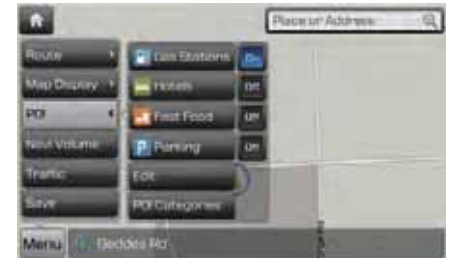 Place or Address
Route
Gas Stations On
Map Display
Hotels Off
POI
Fast Food Off
Navi Volume
P Parking Off
Traffic
Edit
Save
POI Categories
Menu Geddes Rd